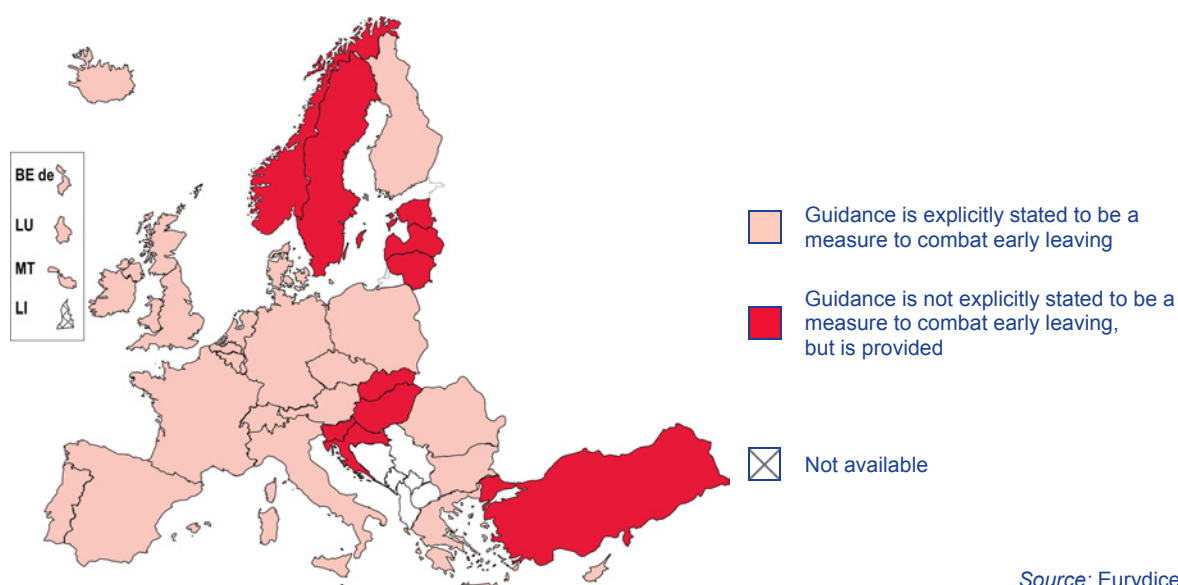 BE de
LU
MT
LI
Guidance is explicitly stated to be a
measure to combat early leaving
Guidance is not explicitly stated to be a
measure to combat early leaving,
but is provided
Not available
Source: Eurydice